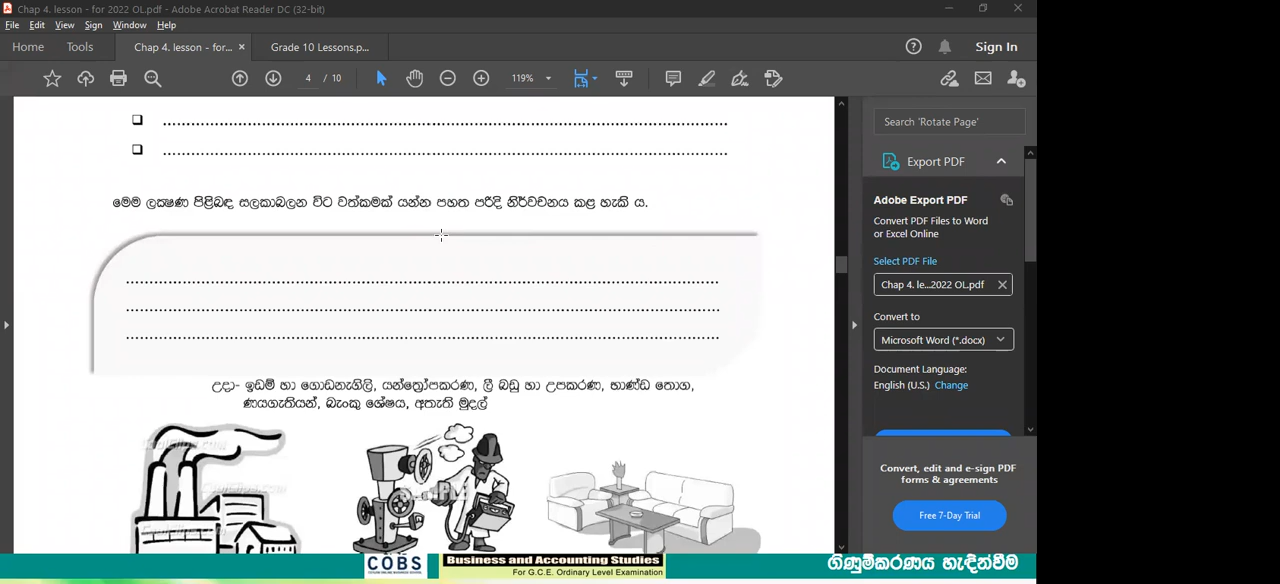 Chap 4. lesson - for 2022 OL.pdf - Adobe Acrobat Reader DC (32-bit)
File Edit View Sign Window Help
Home Tools Chap 4. lesson - for... × Grade 10 Lessons.p... Sign In
4 / 10 119%
Search 'Rotate Page'
Export PDF
Adobe Export PDF
Convert PDF Files to Word
or Excel Online
Select PDF File
Chap 4. le...2022 OL.pdf
Convert to
Microsoft Word (*.docx)
Document Language:
English (U.S.) Change
Convert, edit and e-sign PDF
forms & agreements
Free 7-Day Trial
මෙම ලක්ෂණ පිළිබඳ සලකාබලන විට වත්කමක් යන්න පහත පරිදි නිර්වචනය කළ හැකි ය.
උදා- ඉඩම් හා ගොඩනැගිලි, යන්ත්‍රෝපකරණ, ලී බඩු හා උපකරණ, භාණ්ඩ තොග,
ණයගැතියන්, බැංකු ශේෂය, අතැති මුදල්
COBS
Business and Accounting Studies
For G.C.E. Ordinary Level Examination
ගිණුම්කරණය හැඳින්වීම